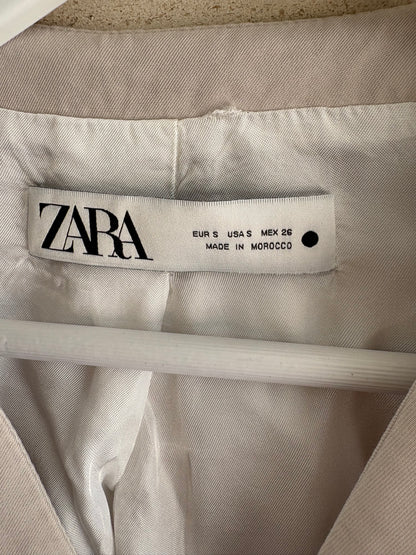 ZARA
EUR S USA S MEX 26
MADE IN MOROCCO